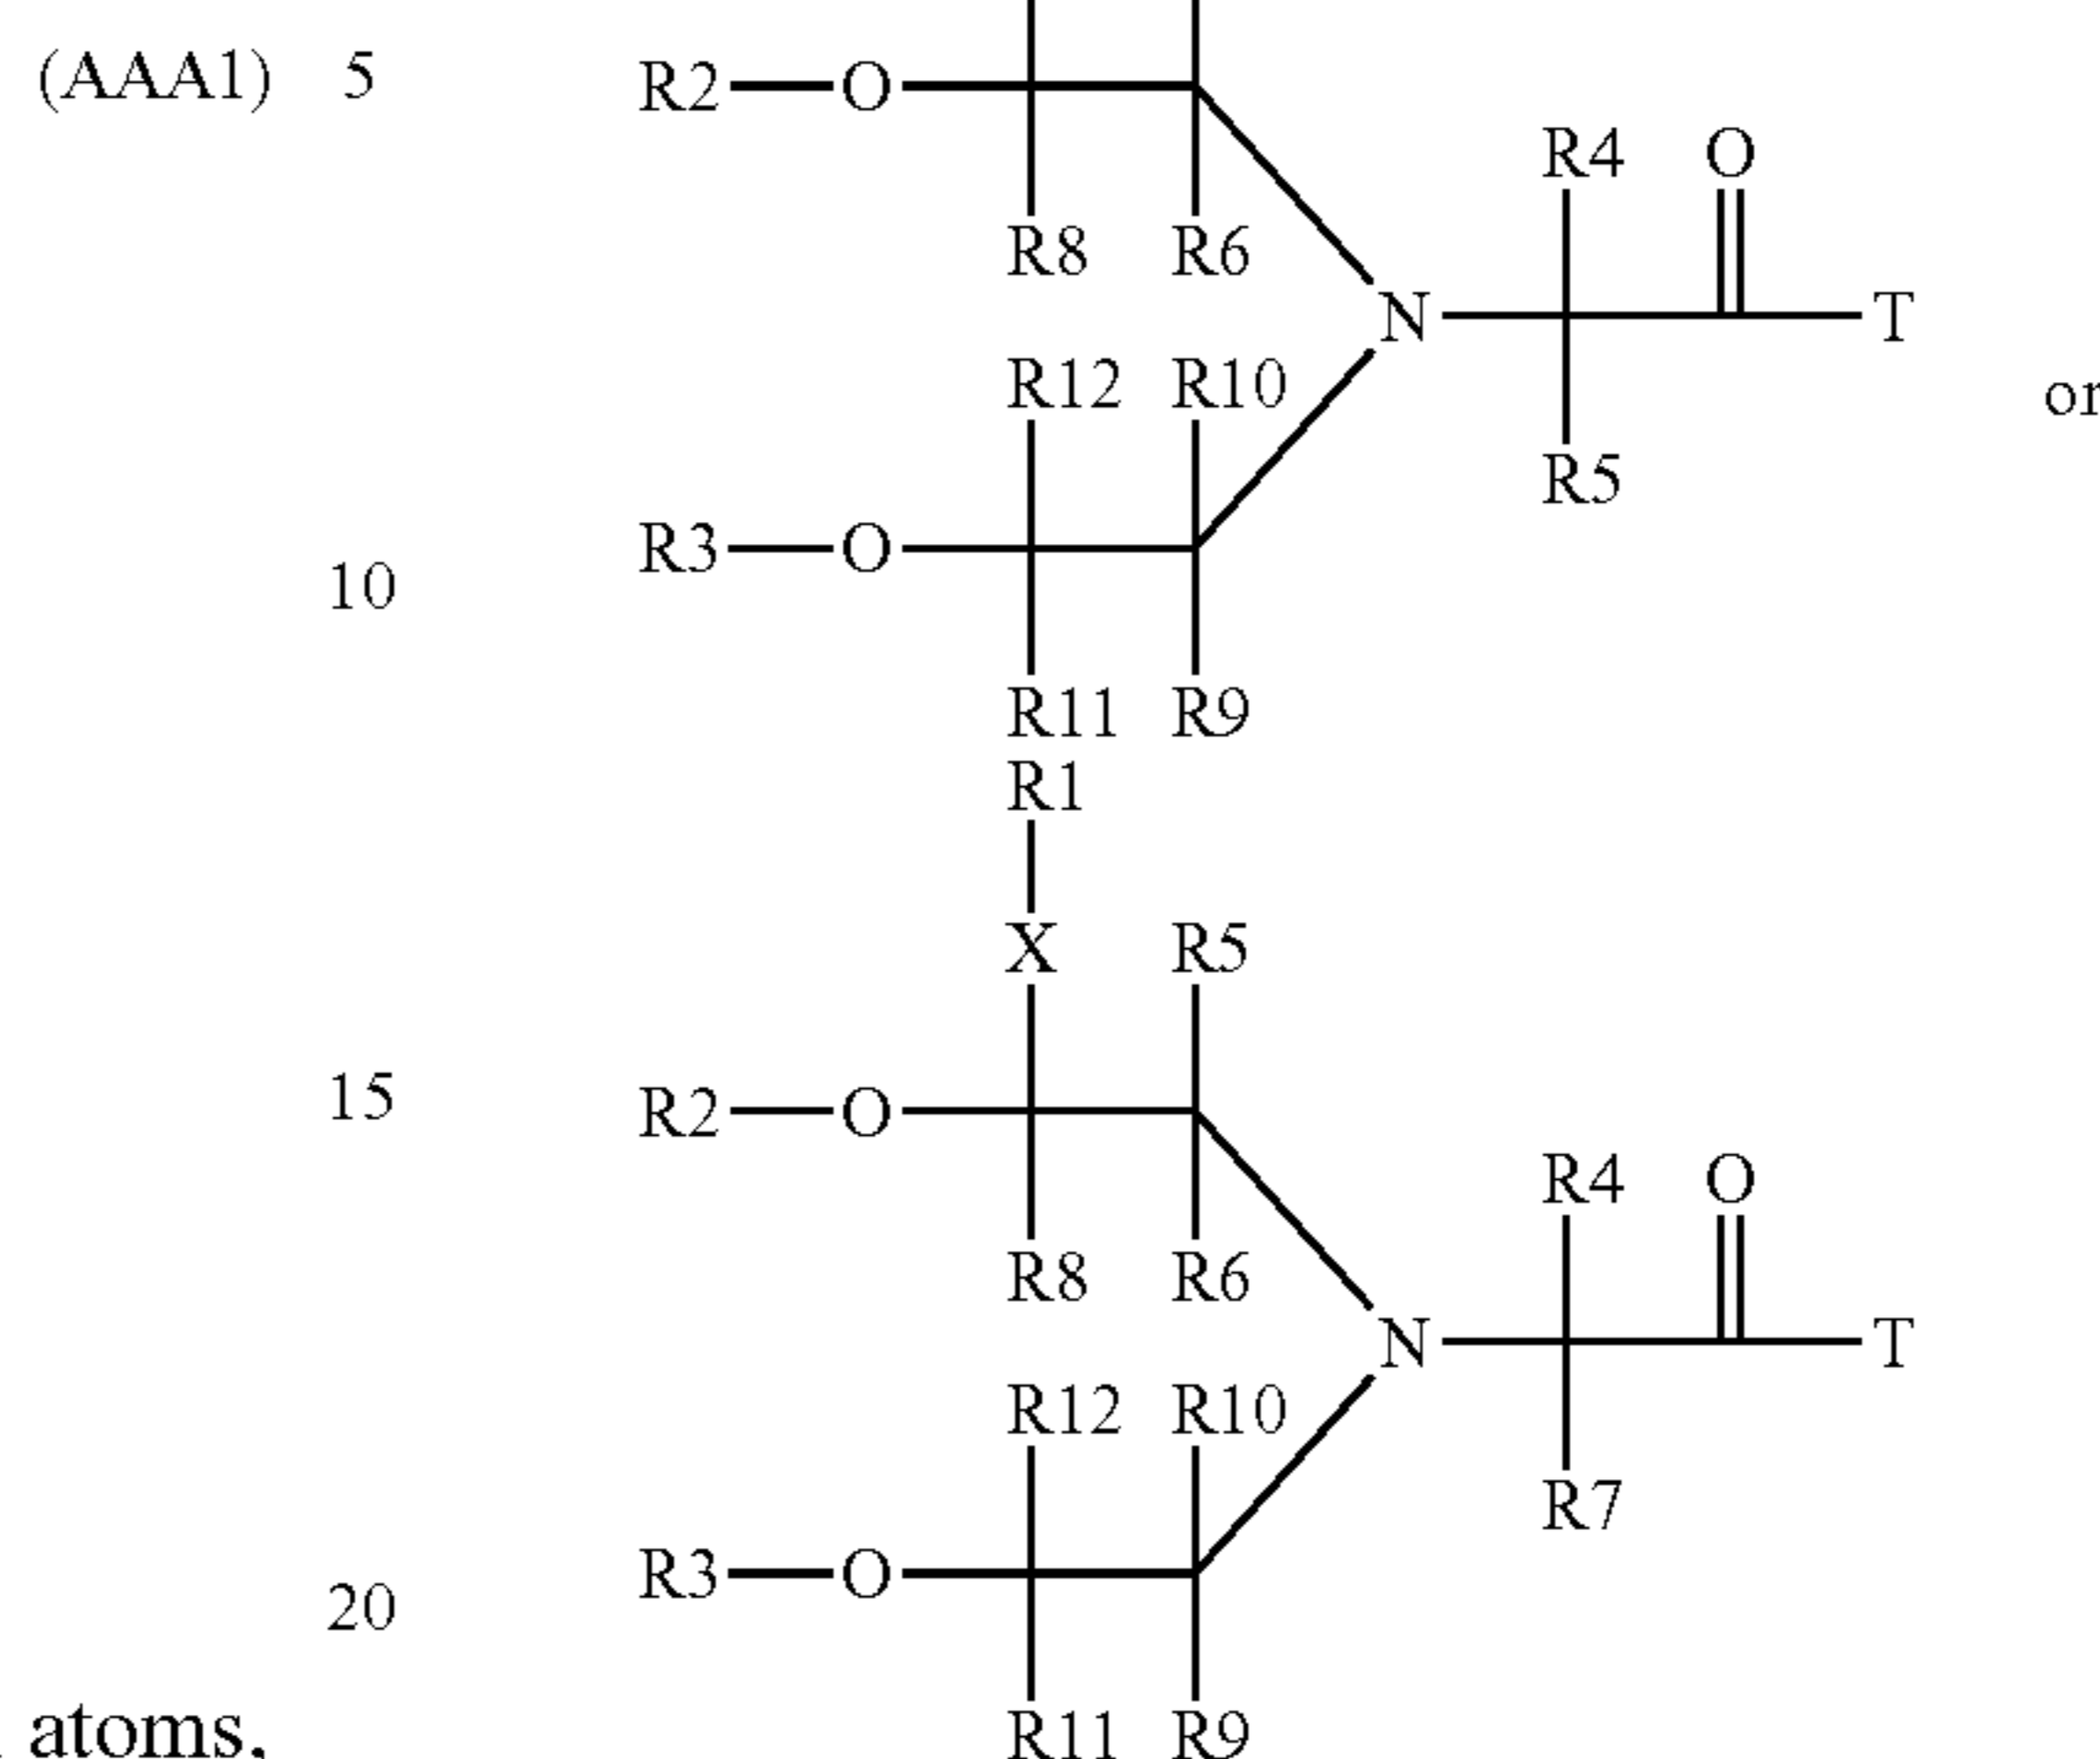 (AAA1) 5
R2 O
R4 O
R8 R6
N T
R12 R10
or
R5
R3 O
10
R11 R9
R1
X R5
15 R2 O
R4 O
R8 R6
N T
R12 R10
R7
R3 O
20
R11 R9
atoms,